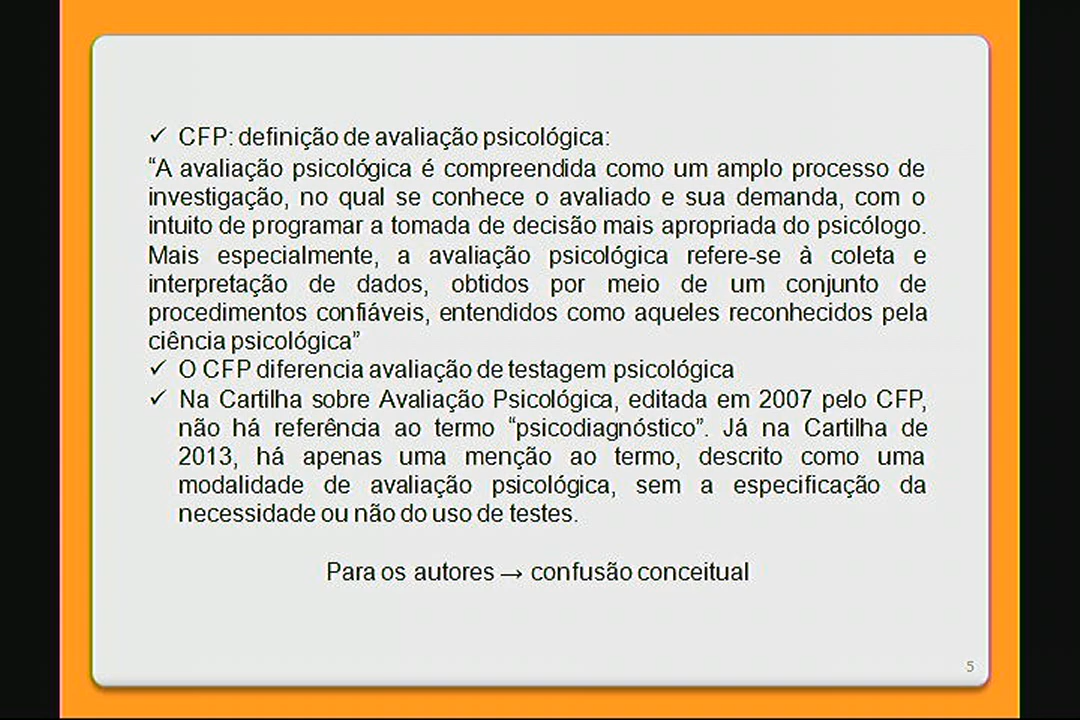 ✓ CFP: definição de avaliação psicológica:
“A avaliação psicológica é compreendida como um amplo processo de
investigação, no qual se conhece o avaliado e sua demanda, com o
intuito de programar a tomada de decisão mais apropriada do psicólogo.
Mais especialmente, a avaliação psicológica refere-se à coleta e
interpretação de dados, obtidos por meio de um conjunto de
procedimentos confiáveis, entendidos como aqueles reconhecidos pela
ciência psicológica”
✓ O CFP diferencia avaliação de testagem psicológica
✓ Na Cartilha sobre Avaliação Psicológica, editada em 2007 pelo CFP,
não há referência ao termo “psicodiagnóstico”. Já na Cartilha de
2013, há apenas uma menção ao termo, descrito como uma
modalidade de avaliação psicológica, sem a especificação da
necessidade ou não do uso de testes.
Para os autores → confusão conceitual
5